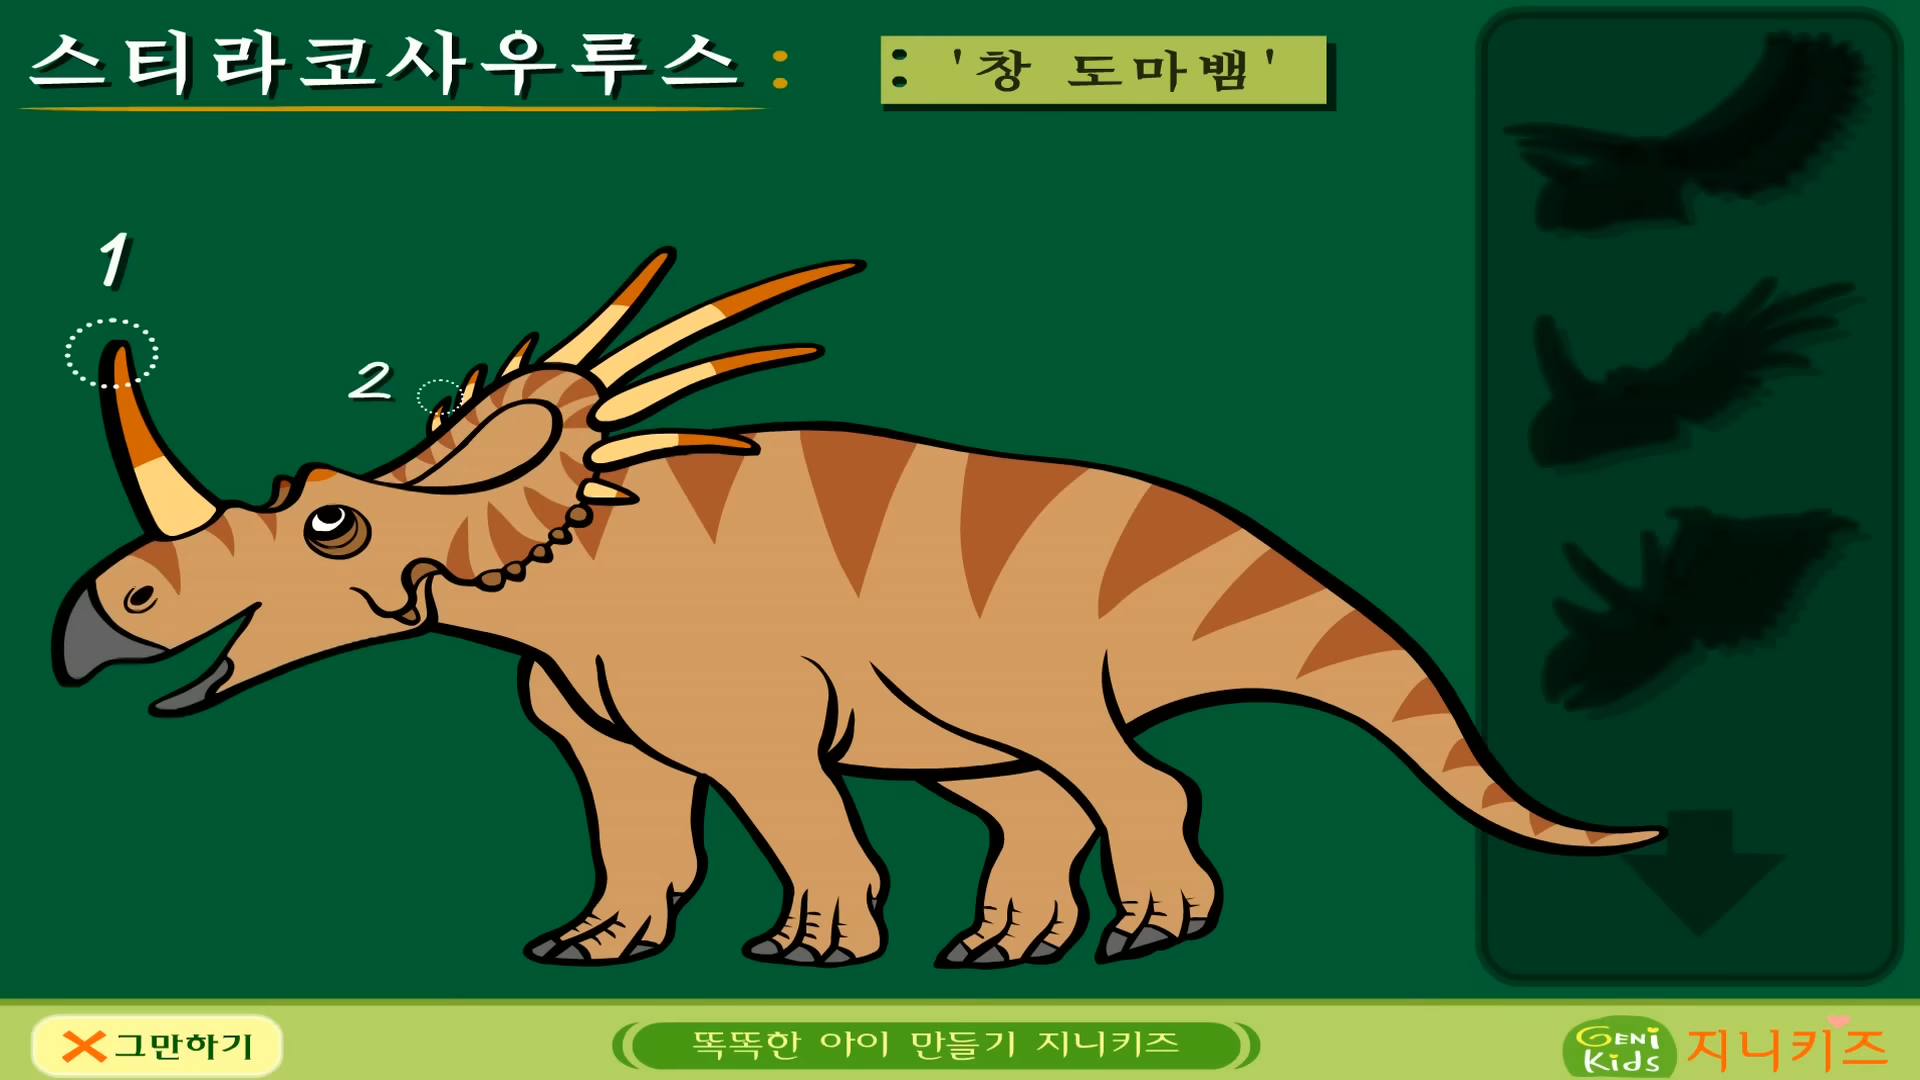 스티라코사우루스 :
: '창 도마뱀'
1
2
그만하기
똑똑한 아이 만들기 지니키즈
GENI
Kids
지니키즈